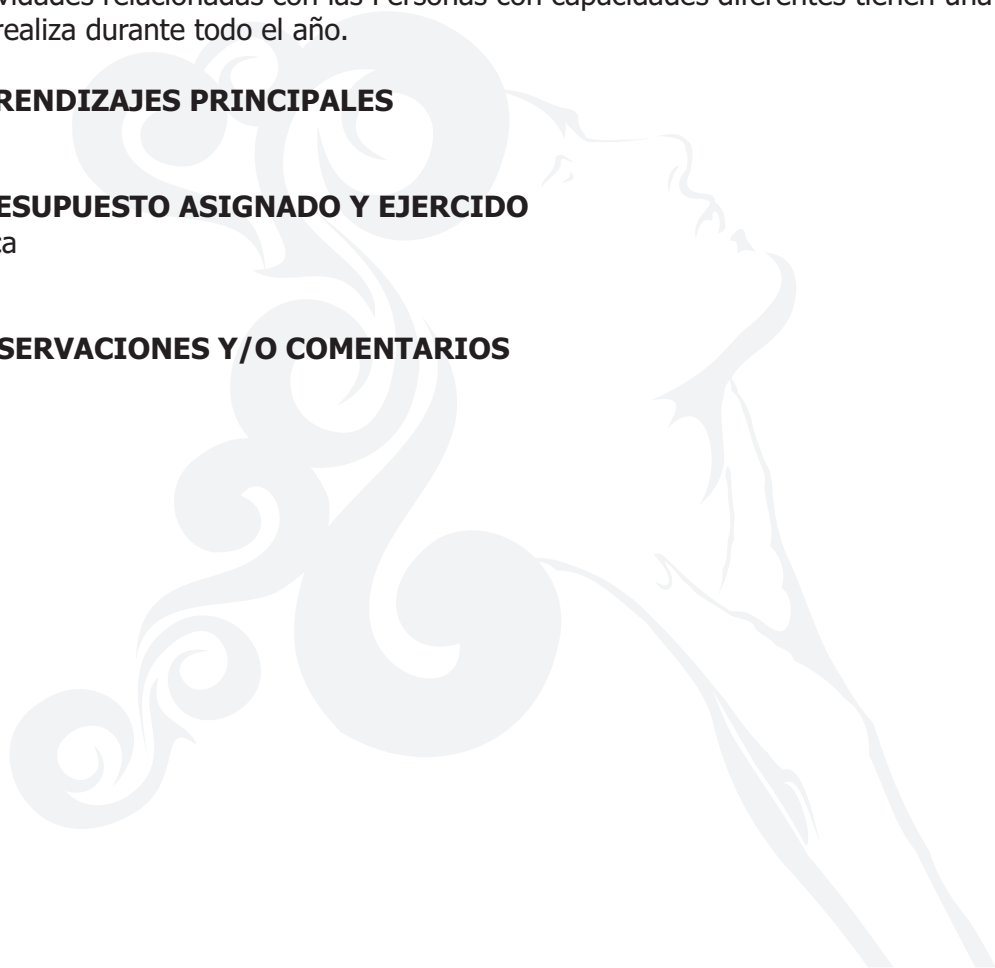 vidades relacionadas con las Personas con capacidades diferentes tienen una
realiza durante todo el año.
RENDIZAJES PRINCIPALES
ESUPUESTO ASIGNADO Y EJERCIDO
ca
SERVACIONES Y/O COMENTARIOS